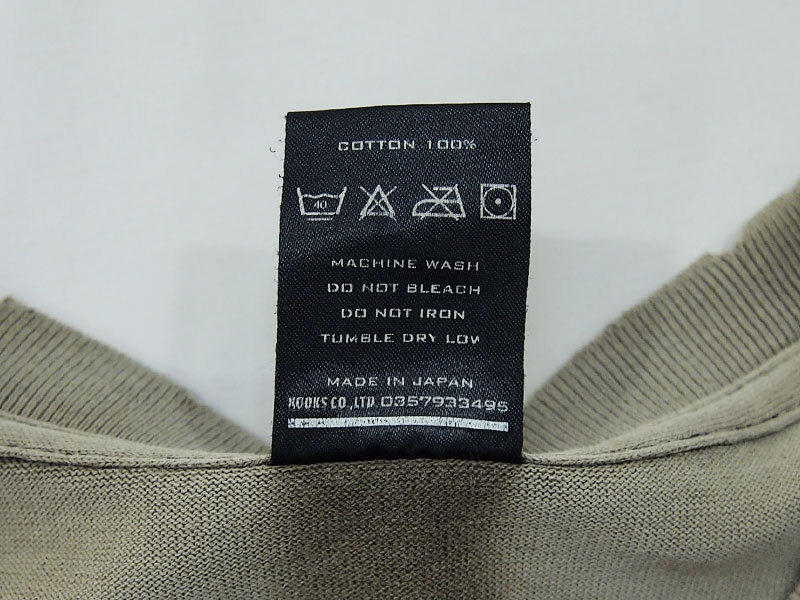 COTTON 100%
40
MACHINE WASH
DO NOT BLEACH
DO NOT IRON
TUMBLE DRY LOW
MADE IN JAPAN
KOOKS CO.,LTD. 0357933495